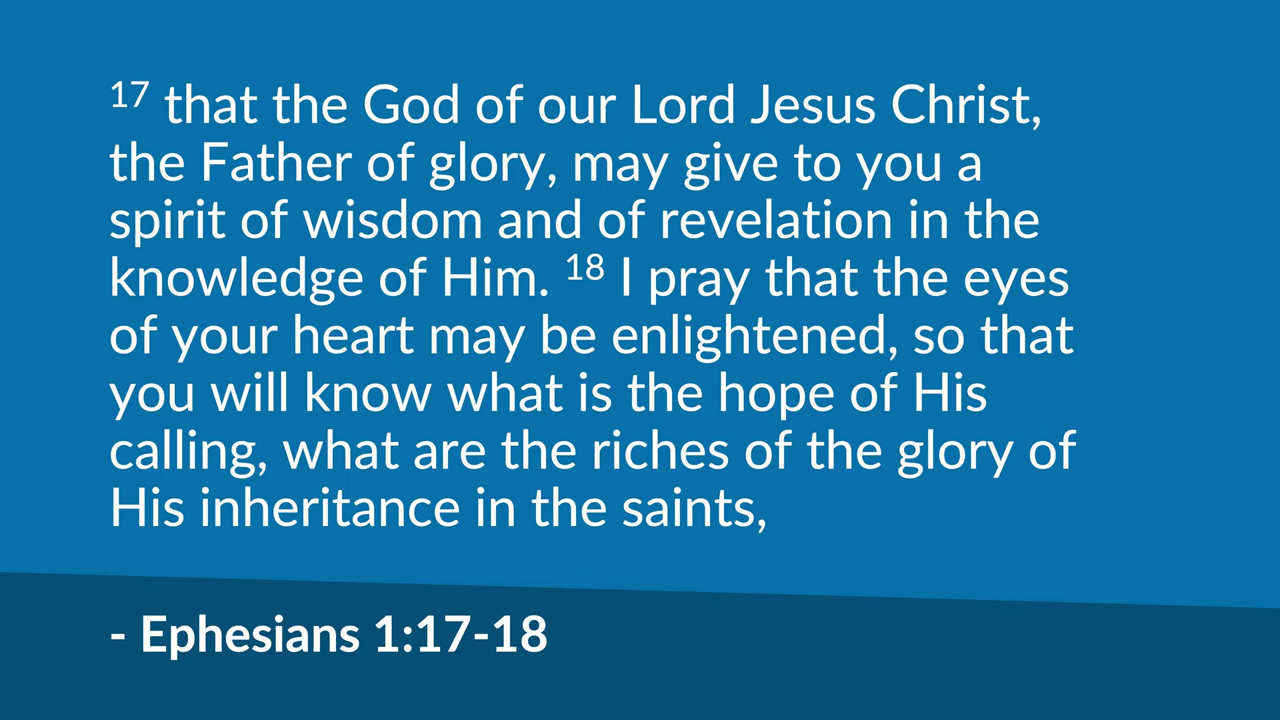 17 that the God of our Lord Jesus Christ,
the Father of glory, may give to you a
spirit of wisdom and of revelation in the
knowledge of Him. 18 I pray that the eyes
of your heart may be enlightened, so that
you will know what is the hope of His
calling, what are the riches of the glory of
His inheritance in the saints,
- Ephesians 1:17-18